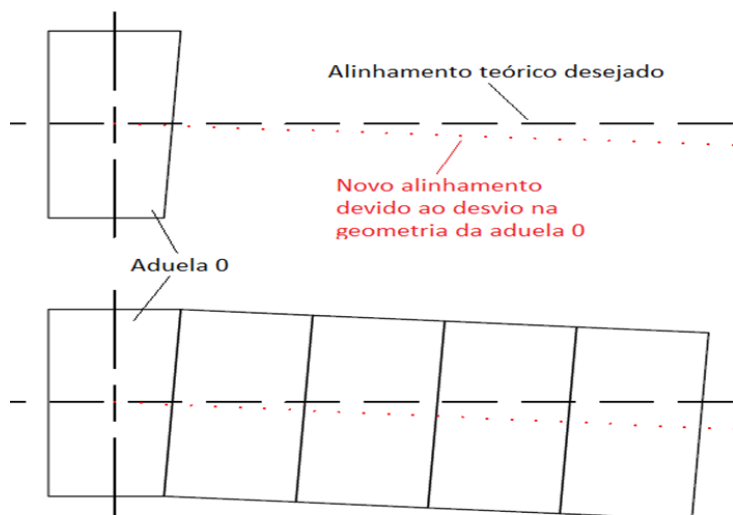 Alinhamento teórico desejado
Novo alinhamento
devido ao desvio na
geometria da aduela 0
Aduela 0